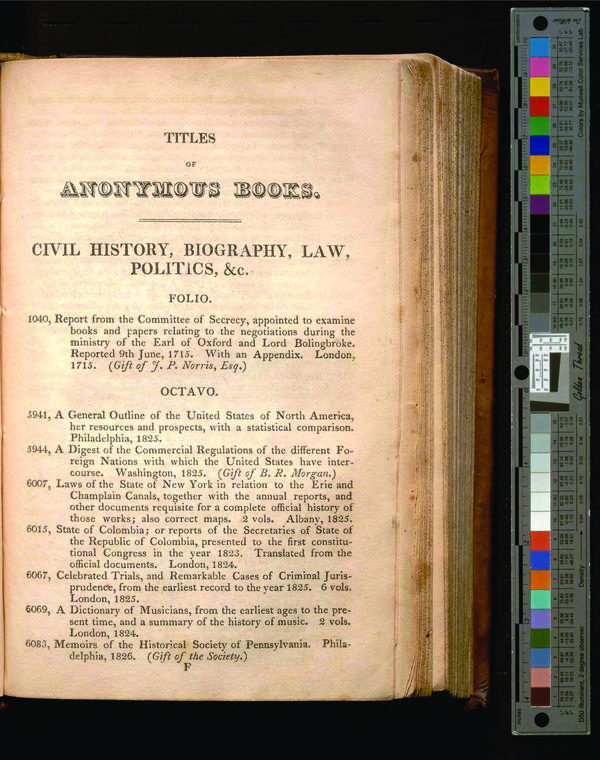 TITLES
OF
ANONYMOUS BOOKS.
CIVIL HISTORY, BIOGRAPHY, LAW,
POLITICS, &c.
FOLIO.
1040, Report from the Committee of Secrecy, appointed to examine
books and papers relating to the negotiations during the
ministry of the Earl of Oxford and Lord Bolingbroke.
Reported 9th June, 1715. With an Appendix. London,
1715. (Gift of J. P. Norris, Esq.)
OCTAVO.
5941, A General Outline of the United States of North America,
her resources and prospects, with a statistical comparison.
Philadelphia, 1825.
5944, A Digest of the Commercial Regulations of the different Fo-
reign Nations with which the United States have inter-
course. Washington, 1825. (Gift of B. R. Morgan.)
6007, Laws of the State of New York in relation to the Erie and
Champlain Canals, together with the annual reports, and
other documents requisite for a complete official history of
those works; also correct maps. 2 vols. Albany, 1825.
6015, State of Colombia; or reports of the Secretaries of State of
the Republic of Colombia, presented to the first constitu-
tional Congress in the year 1823. Translated from the
official documents. London, 1824.
6067, Celebrated Trials, and Remarkable Cases of Criminal Juris-
prudence, from the earliest record to the year 1825. 6 vols.
London, 1825.
6069, A Dictionary of Musicians, from the earliest ages to the pre-
sent time, and a summary of the history of music. 2 vols.
London, 1824.
6083, Memoirs of the Historical Society of Pennsylvania. Phila-
delphia, 1826. (Gift of the Society.)
F
Colors by Munsell Color Services Lab
Golden Thread
Density
D50 Illuminant, 2 degree observer